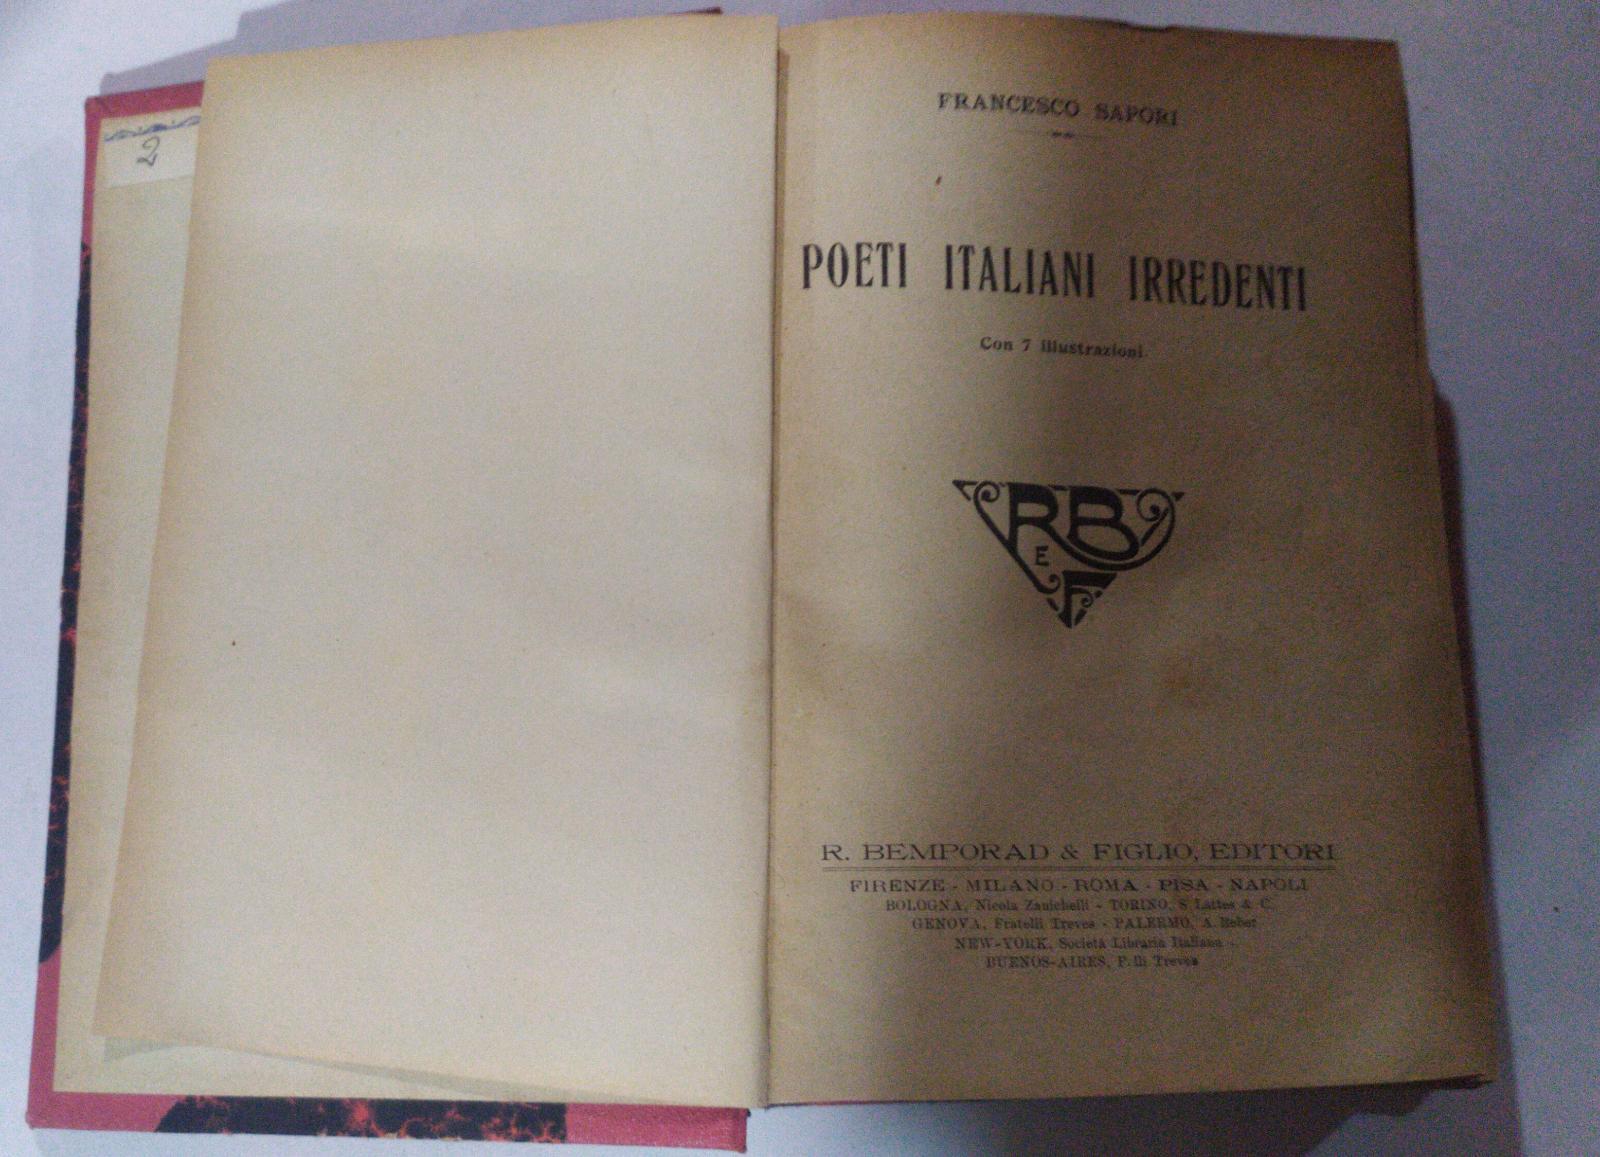 2
FRANCESCO SAPORI
POETI ITALIANI IRREDENTI
Con 7 illustrazioni.
RB
E
F
R. BEMPORAD & FIGLIO, EDITORI
FIRENZE - MILANO - ROMA - PISA - NAPOLI
BOLOGNA, Nicola Zanichelli - TORINO, S. Lattes & C.
GENOVA, Fratelli Treves - PALERMO, A. Reber
NEW-YORK, Società Libraria Italiana -
BUENOS-AIRES, F.lli Treves